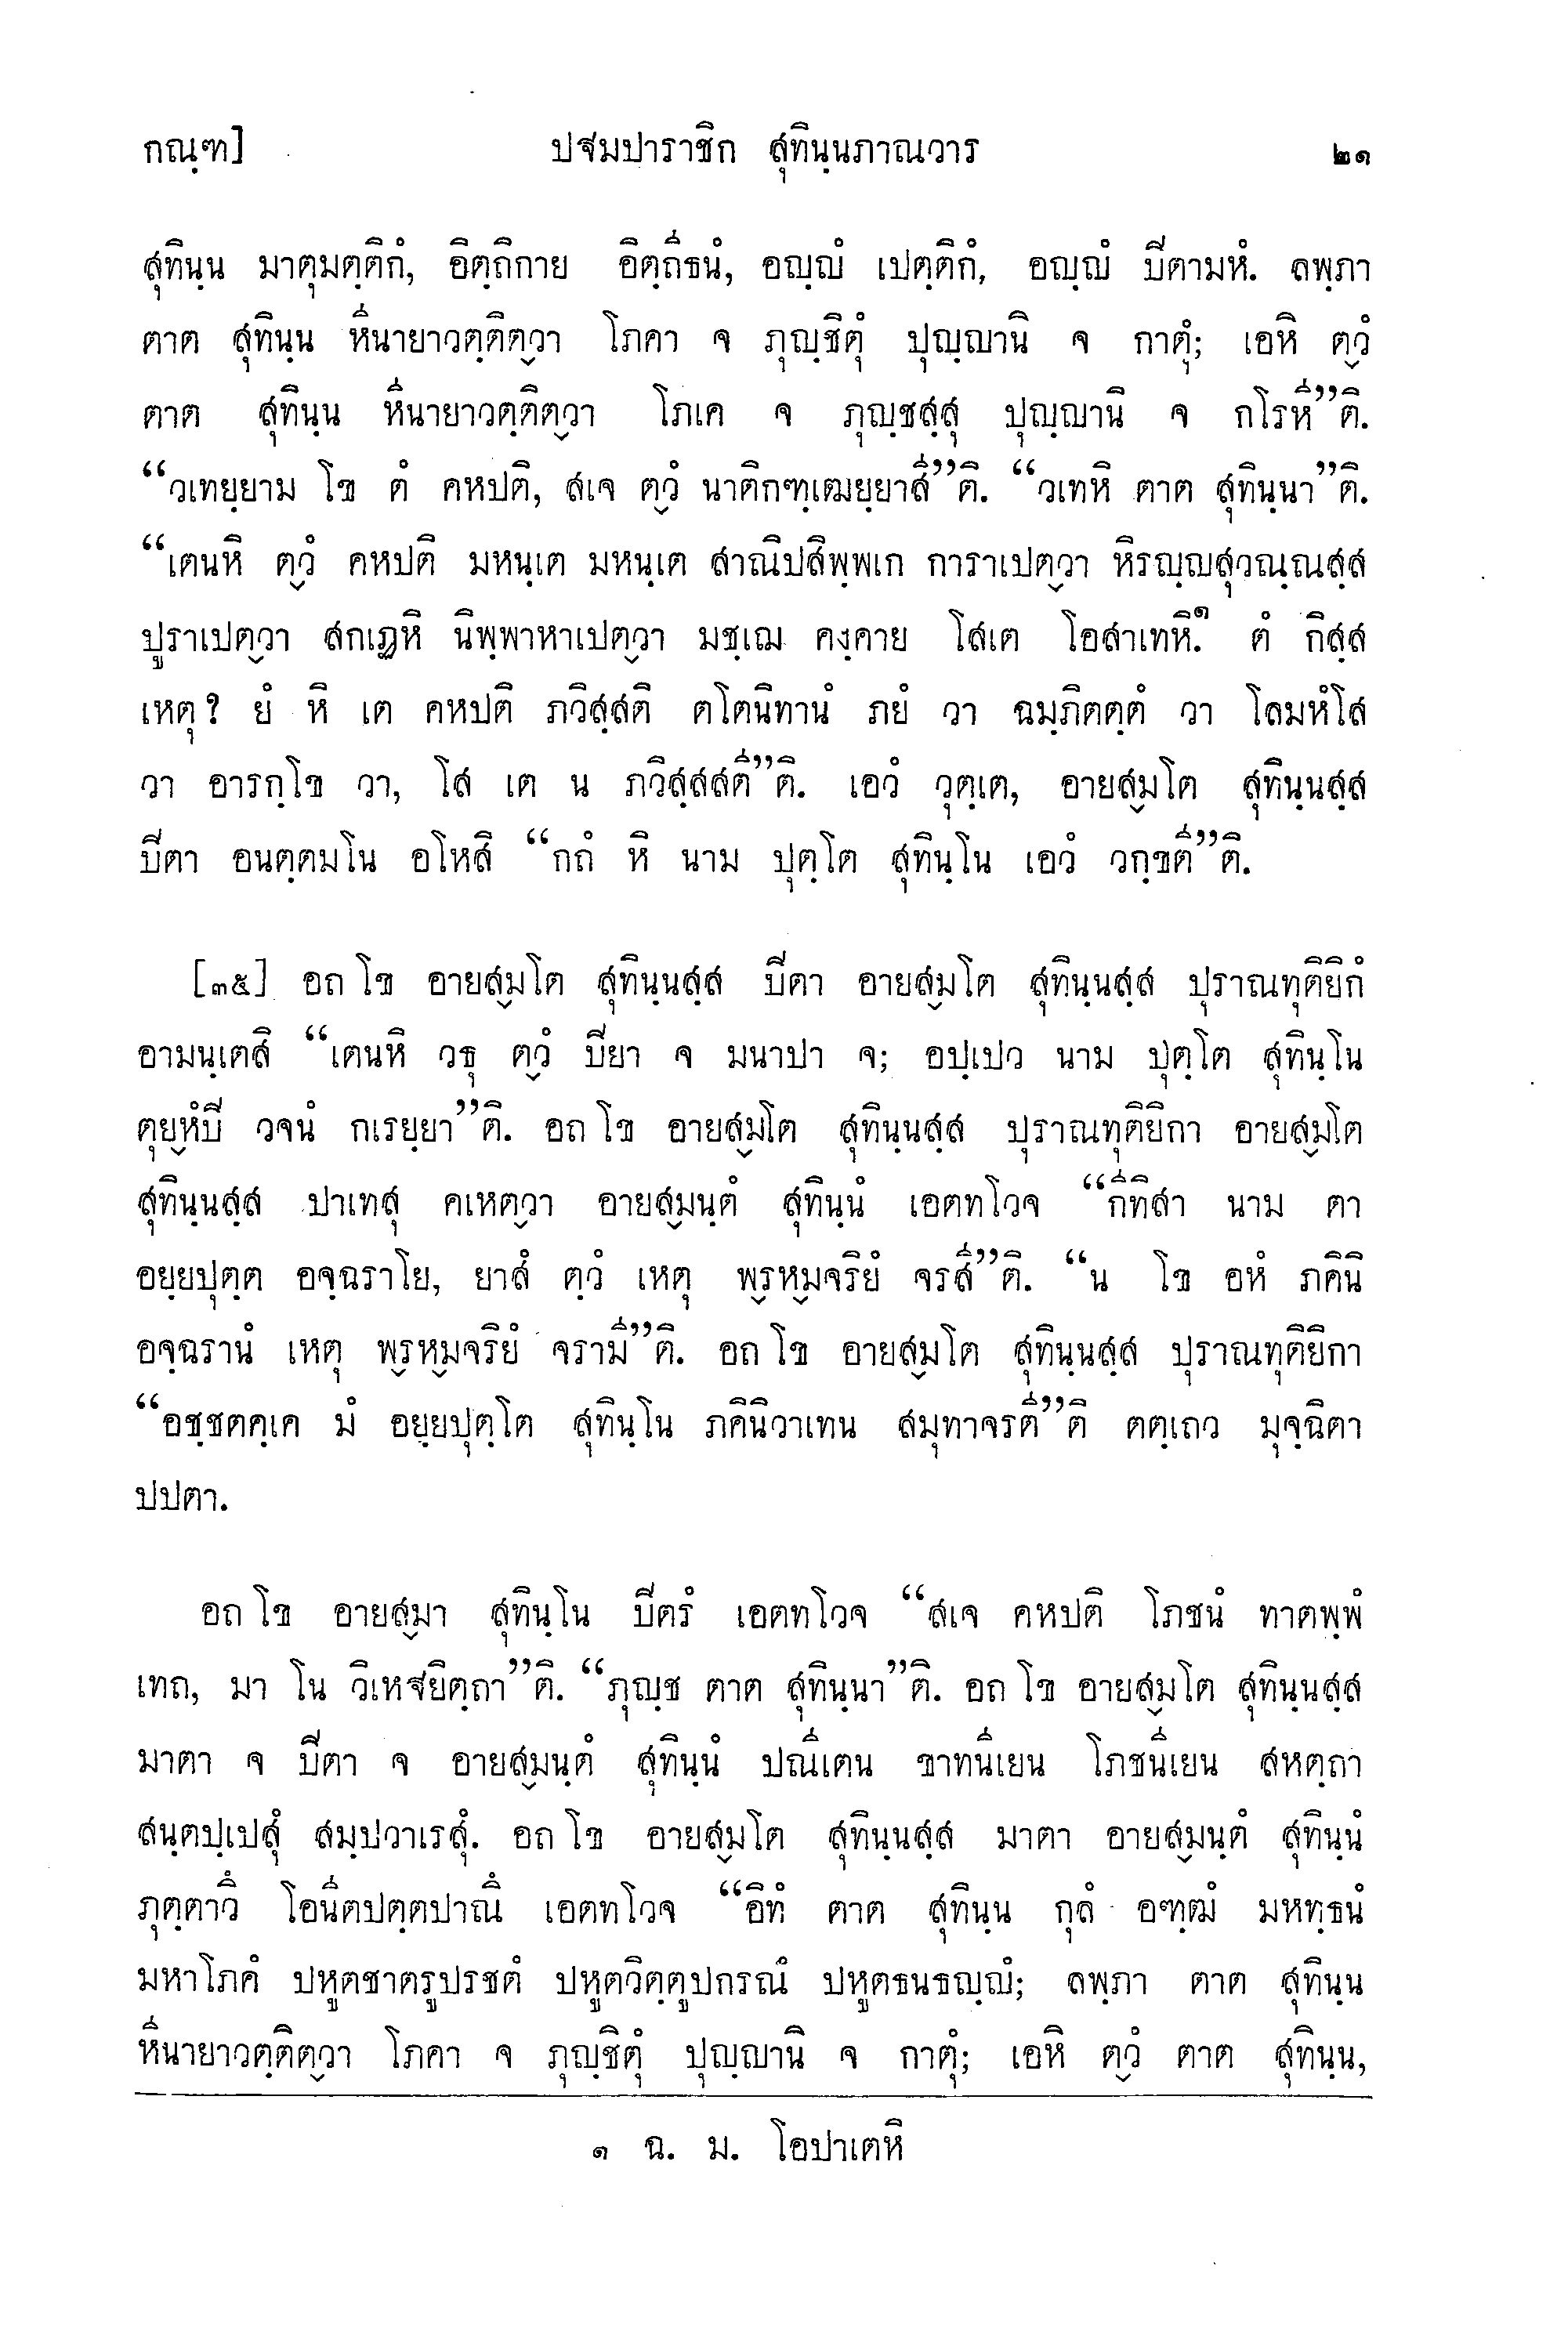 กณฺฑ] ปฐมปาราชิก สุทินฺนภาณวาร ๒๑
สุทินฺน มาตุมตฺติกํ, อิตฺถิกาย อิตฺถีธนํ, อญฺญํ เปตฺติกํ, อญฺญํ ปิตามหํ. ลพฺภา
ตาต สุทินฺน หีนายาวตฺติต๎วา โภคา จ ภุญฺชิตุํ ปุญฺญานิ จ กาตุํ; เอหิ ต๎วํ
ตาต สุทินฺน หีนายาวตฺติต๎วา โภเค จ ภุญฺชสฺสุ ปุญฺญานิ จ กโรหี”ติ.
“วเทยฺยาม โข ตํ คหปติ, สเจ ต๎วํ นาติกฑฺเฒยฺยาสี”ติ. “วเทหิ ตาต สุทินฺนา”ติ.
“เตนหิ ต๎วํ คหปติ มหนฺเต มหนฺเต สาณิปสิพฺพเก การาเปต๎วา หิรญฺญสุวณฺณสฺส
ปูราเปต๎วา สกเฏหิ นิพฺพาหาเปต๎วา มชฺเฌ คงฺคาย โสเต โอสาเทหิ.๑ ตํ กิสฺส
เหตุ? ยํ หิ เต คหปติ ภวิสฺสติ ตโตนิทานํ ภยํ วา ฉมฺภิตตฺตํ วา โลมหํโส
วา อารกฺโข วา, โส เต น ภวิสฺสสตี”ติ. เอวํ วุตฺเต, อายส๎มโต สุทินฺนสฺส
ปิตา อนตฺตมโน อโหสิ “กถํ หิ นาม ปุตฺโต สุทินฺโน เอวํ วกฺขตี”ติ.
[๓๕] อถ โข อายส๎มโต สุทินฺนสฺส ปิตา อายส๎มโต สุทินฺนสฺส ปุราณทุติยิกํ
อามนฺเตสิ “เตนหิ วธุ ต๎วํ ปิยา จ มนาปา จ; อปฺเปว นาม ปุตฺโต สุทินฺโน
ตุย๎หํปิ วจนํ กเรยฺยา”ติ. อถ โข อายส๎มโต สุทินฺนสฺส ปุราณทุติยิกา อายส๎มโต
สุทินฺนสฺส ปาเทสุ คเหต๎วา อายส๎มนฺตํ สุทินฺนํ เอตทโวจ “กีทิสา นาม ตา
อยฺยปุตฺต อจฺฉราโย, ยาสํ ตฺวํ เหตุ พ๎รห๎มจริยํ จรสี”ติ. “น โข อหํ ภคินิ
อจฺฉรานํ เหตุ พ๎รห๎มจริยํ จรามี”ติ. อถ โข อายส๎มโต สุทินฺนสฺส ปุราณทุติยิกา
“อชฺชตคฺเค มํ อยฺยปุตฺโต สุทินฺโน ภคินิวาเทน สมุทาจรตี”ติ ตตฺเถว มุจฺฉิตา
ปปตา.
อถ โข อายส๎มา สุทินฺโน ปิตรํ เอตทโวจ “สเจ คหปติ โภชนํ ทาตพฺพํ
เทถ, มา โน วิเหฐยิตฺถา”ติ. “ภุญฺช ตาต สุทินฺนา”ติ. อถ โข อายส๎มโต สุทินฺนสฺส
มาตา จ ปิตา จ อายส๎มนฺตํ สุทินฺนํ ปณีเตน ขาทนีเยน โภชนีเยน สหตฺถา
สนฺตปฺเปสุํ สมฺปวาเรสุํ. อถ โข อายส๎มโต สุทินฺนสฺส มาตา อายส๎มนฺตํ สุทินฺนํ
ภุตฺตาวึ โอนีตปตฺตปาณึ เอตทโวจ “อิทํ ตาต สุทินฺน กุลํ อฑฺฒํ มหทฺธนํ
มหาโภคํ ปหูตชาตรูปรชตํ ปหูตวิตฺตูปกรณํ ปหูตธนธญฺญํ; ลพฺภา ตาต สุทินฺน
หีนายาวตฺติต๎วา โภคา จ ภุญฺชิตุํ ปุญฺญานิ จ กาตุํ; เอหิ ต๎วํ ตาต สุทินฺน,
๑ ฉ. ม. โอปาเตหิ